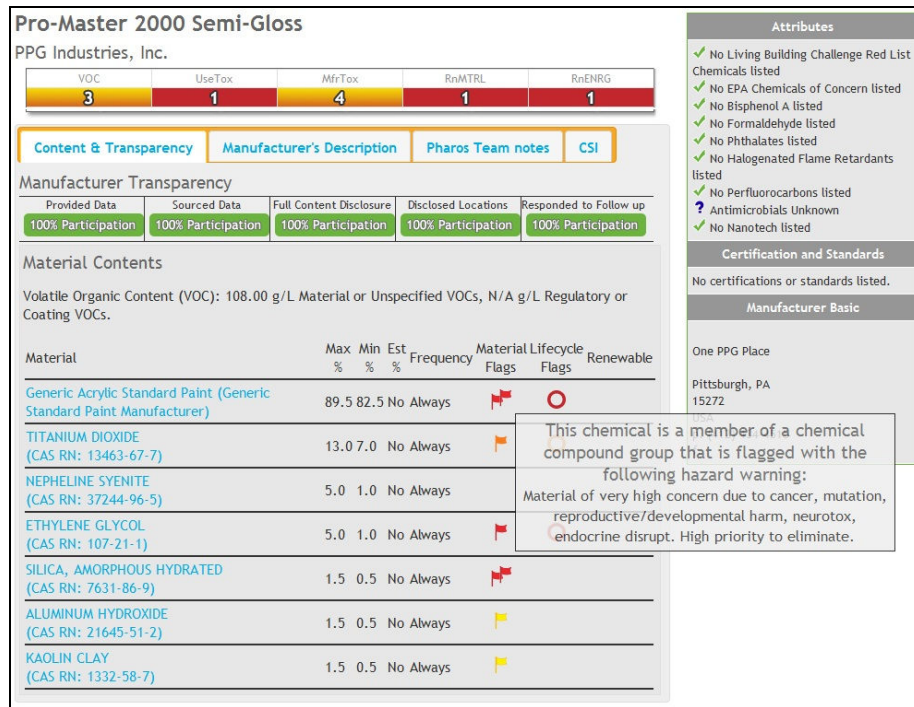 Pro-Master 2000 Semi-Gloss
PPG Industries, Inc.
VOC UseTox MfrTox RnMTRL RnENRG
3 1 4 1 1
Content & Transparency Manufacturer's Description Pharos Team notes CSI
Manufacturer Transparency
Provided Data Sourced Data Full Content Disclosure Disclosed Locations Responded to Follow up
100% Participation 100% Participation 100% Participation 100% Participation 100% Participation
Material Contents
Volatile Organic Content (VOC): 108.00 g/L Material or Unspecified VOCs, N/A g/L Regulatory or
Coating VOCs.
Material Max % Min % Est % Frequency Material Flags Lifecycle Flags Renewable
Generic Acrylic Standard Paint (Generic
Standard Paint Manufacturer) 89.5 82.5 No Always
TITANIUM DIOXIDE
(CAS RN: 13463-67-7) 13.0 7.0 No Always
NEPHELINE SYENITE
(CAS RN: 37244-96-5) 5.0 1.0 No Always
ETHYLENE GLYCOL
(CAS RN: 107-21-1) 5.0 1.0 No Always
SILICA, AMORPHOUS HYDRATED
(CAS RN: 7631-86-9) 1.5 0.5 No Always
ALUMINUM HYDROXIDE
(CAS RN: 21645-51-2) 1.5 0.5 No Always
KAOLIN CLAY
(CAS RN: 1332-58-7) 1.5 0.5 No Always
This chemical is a member of a chemical
compound group that is flagged with the
following hazard warning:
Material of very high concern due to cancer, mutation,
reproductive/developmental harm, neurotox,
endocrine disrupt. High priority to eliminate.
Attributes
No Living Building Challenge Red List
Chemicals listed
No EPA Chemicals of Concern listed
No Bisphenol A listed
No Formaldehyde listed
No Phthalates listed
No Halogenated Flame Retardants
listed
No Perfluorocarbons listed
? Antimicrobials Unknown
No Nanotech listed
Certification and Standards
No certifications or standards listed.
Manufacturer Basic
One PPG Place
Pittsburgh, PA
15272
USA